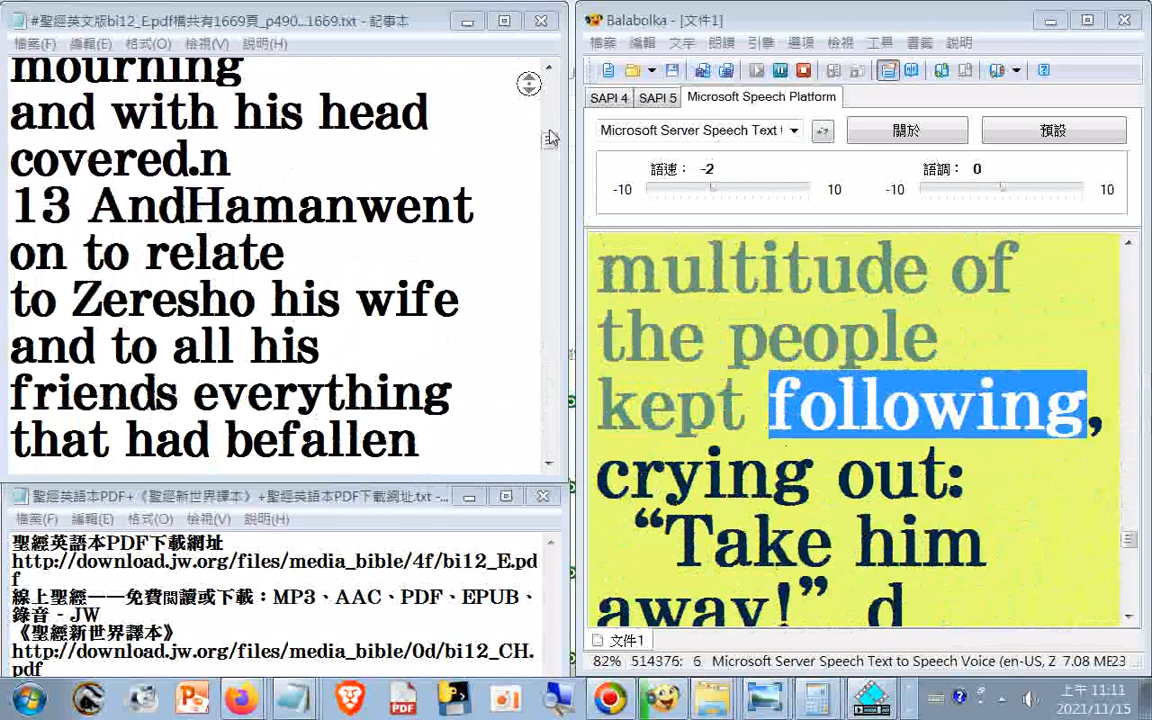 #聖經英文版bi12_E.pdf檔共有1669頁_p490...1669.txt - 記事本
檔案(F) 編輯(E) 格式(O) 檢視(V) 說明(H)
mourning
and with his head
covered.n
13 AndHamanwent
on to relate
to Zeresho his wife
and to all his
friends everything
that had befallen
聖經英語本PDF+《聖經新世界譯本》+聖經英語本PDF下載網址.txt -...
檔案(F) 編輯(E) 格式(O) 檢視(V) 說明(H)
聖經英語本PDF下載網址
http://download.jw.org/files/media_bible/4f/bi12_E.pd
f
線上聖經——免費閱讀或下載：MP3、AAC、PDF、EPUB、
錄音 - JW
《聖經新世界譯本》
http://download.jw.org/files/media_bible/0d/bi12_CH.
pdf
Balabolka - [文件1]
檔案 編輯 文字 朗讀 引擎 選項 檢視 工具 書籤 說明
SAPI 4 SAPI 5 Microsoft Speech Platform
Microsoft Server Speech Text 關於 預設
語速： -2 語調： 0
-10 10 -10 10
multitude of
the people
kept following,
crying out:
“Take him
away!” d
文件1
82% 514376: 6 Microsoft Server Speech Text to Speech Voice (en-US, Z 7.08 ME23
上午 11:11
2021/11/15